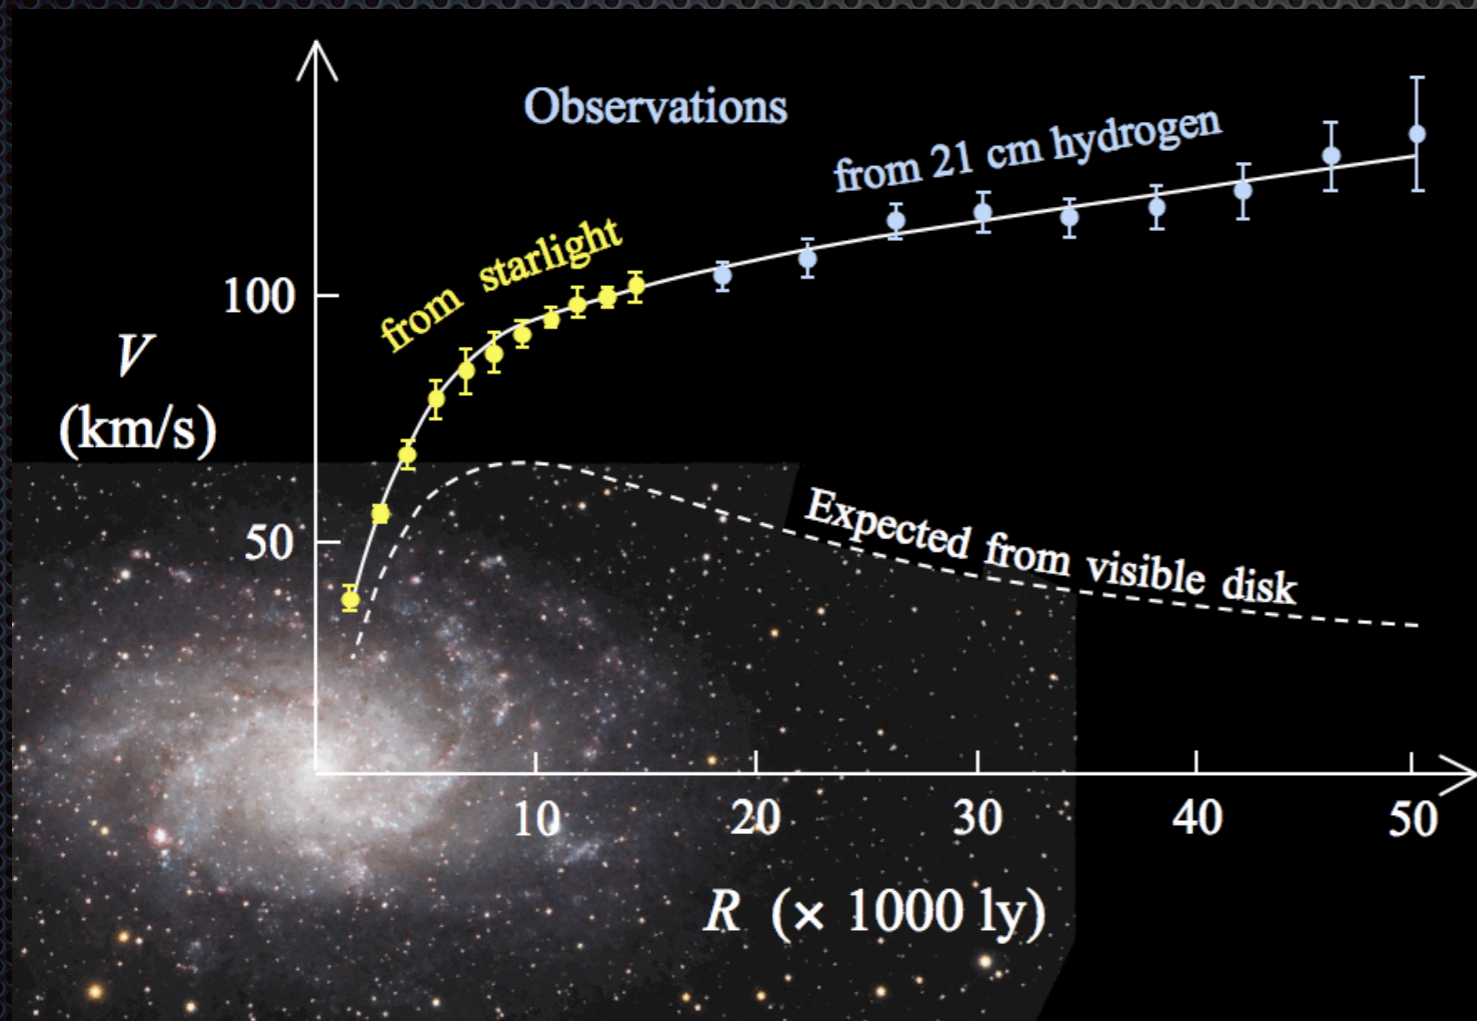 Observations
from 21 cm hydrogen
from starlight
100
V
(km/s)
50
Expected from visible disk
10 20 30 40 50
R (× 1000 ly)